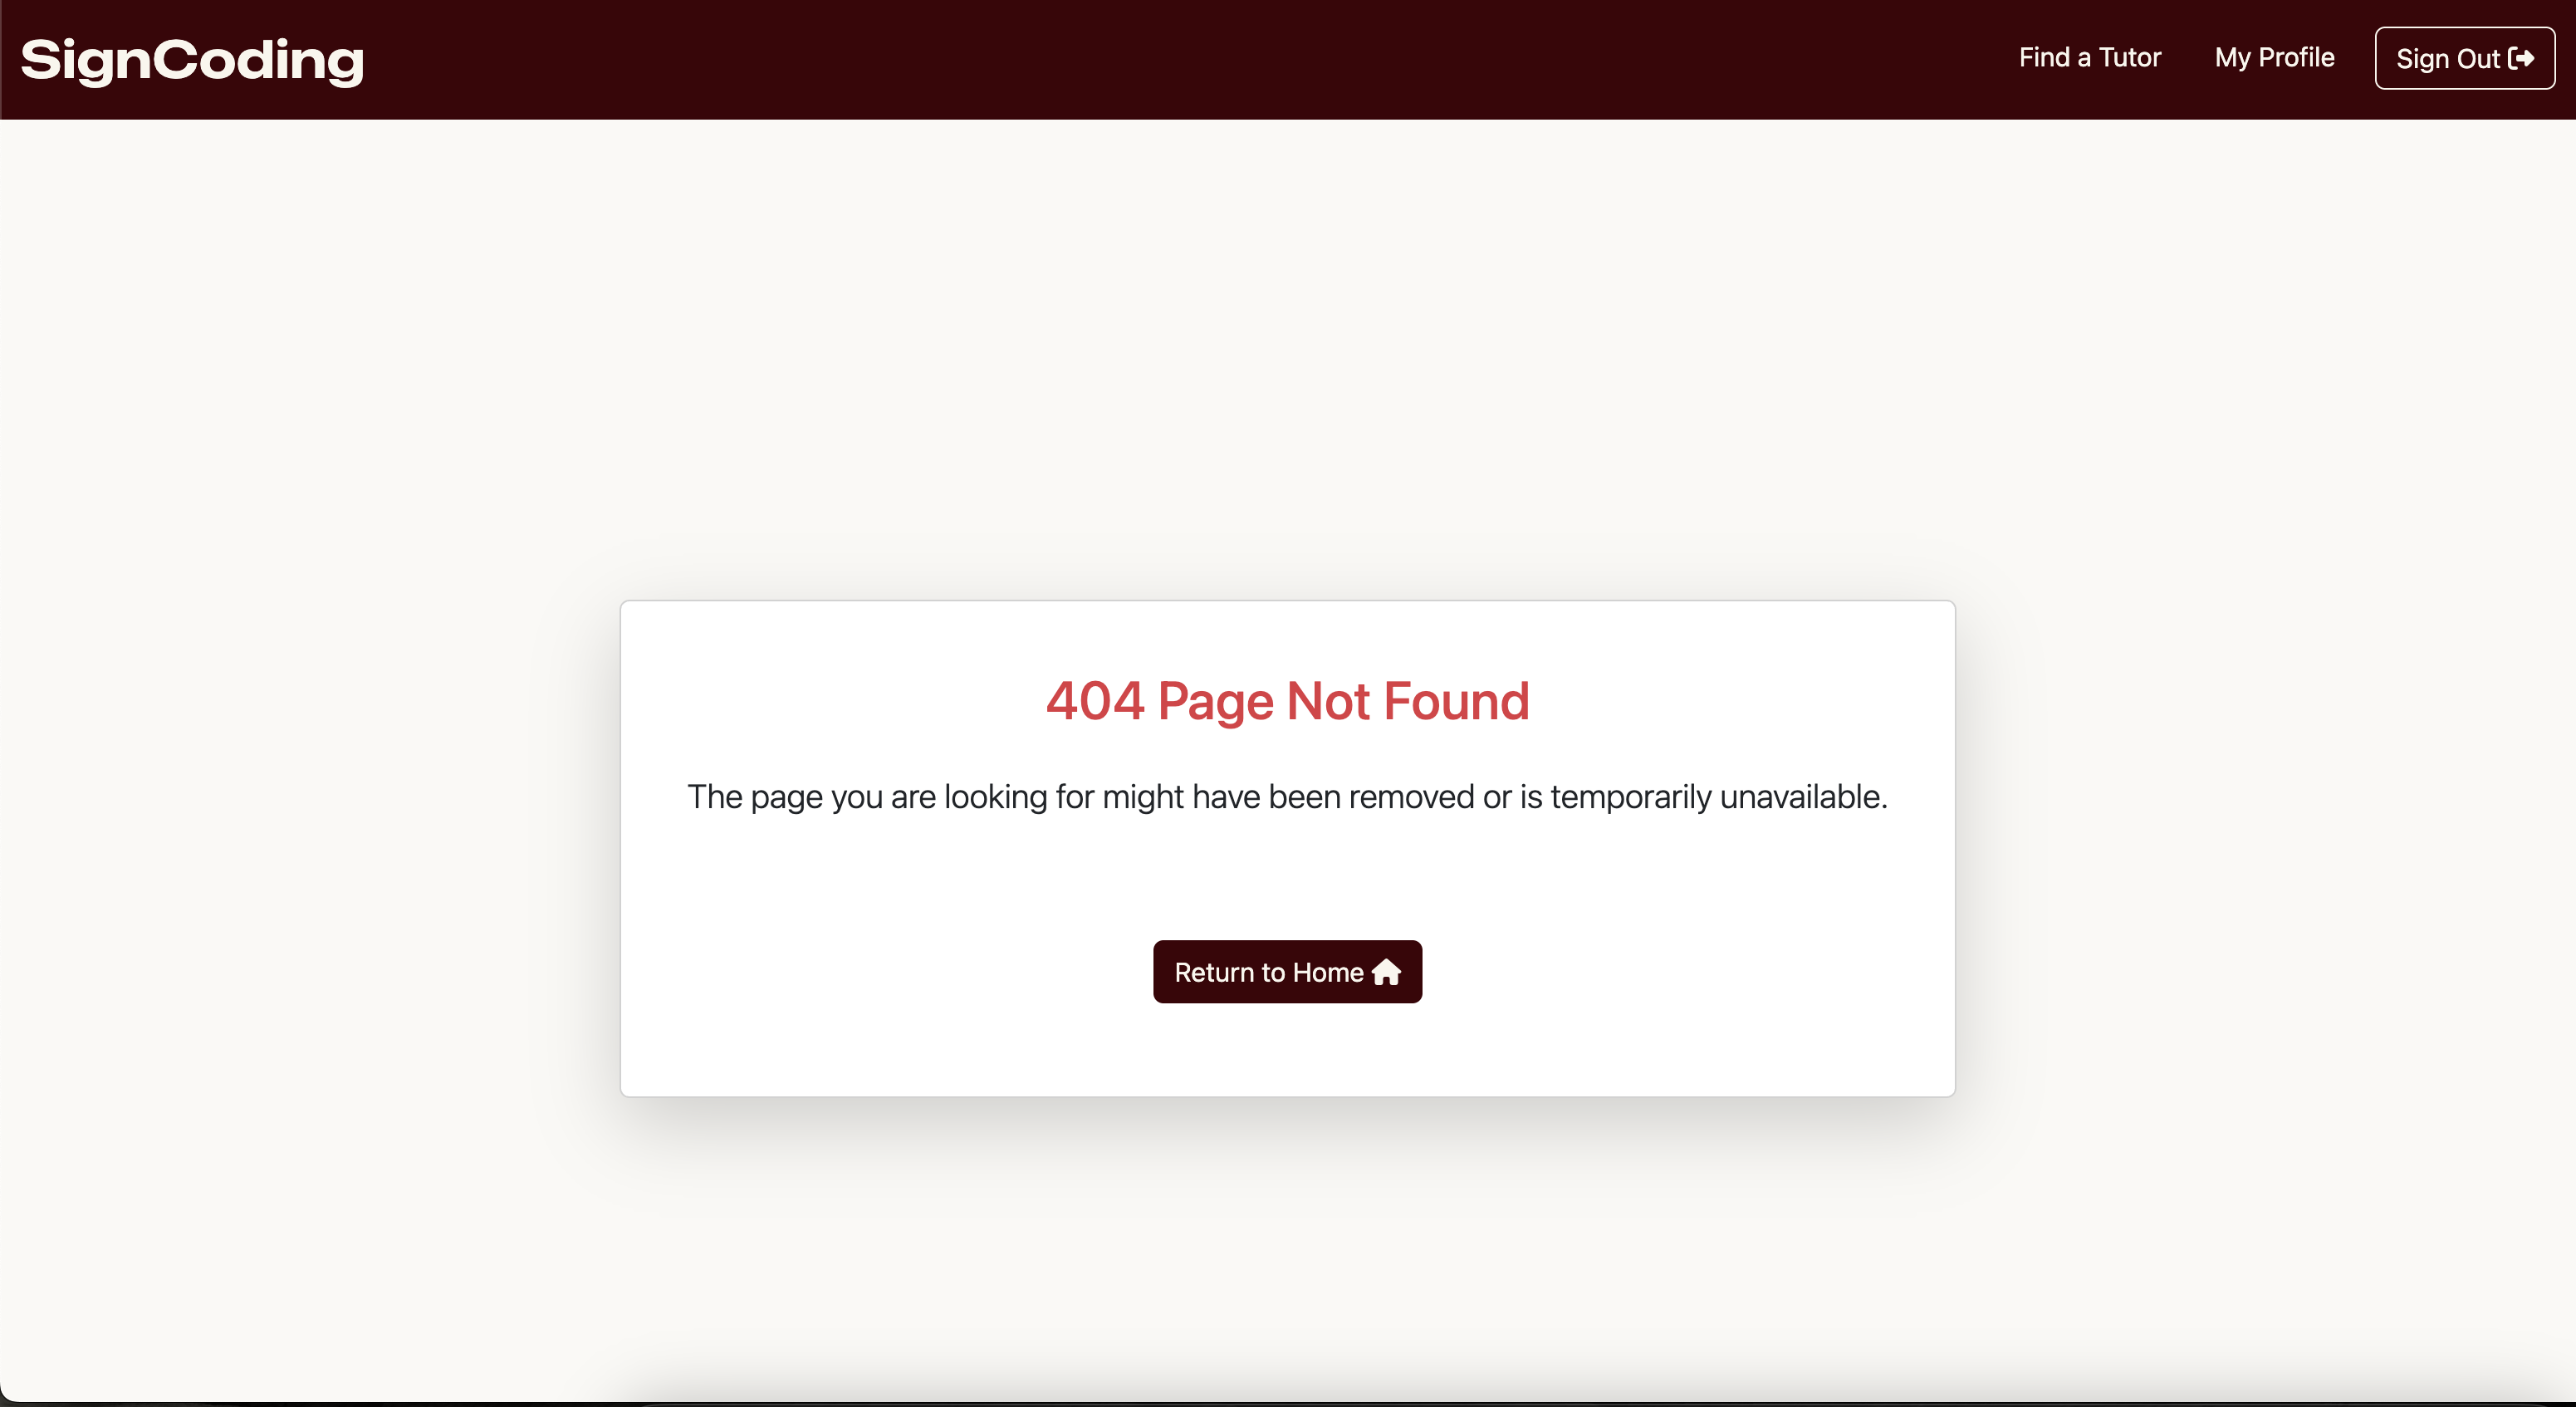 SignCoding
Find a Tutor
My Profile
Sign Out
404 Page Not Found
The page you are looking for might have been removed or is temporarily unavailable.
Return to Home